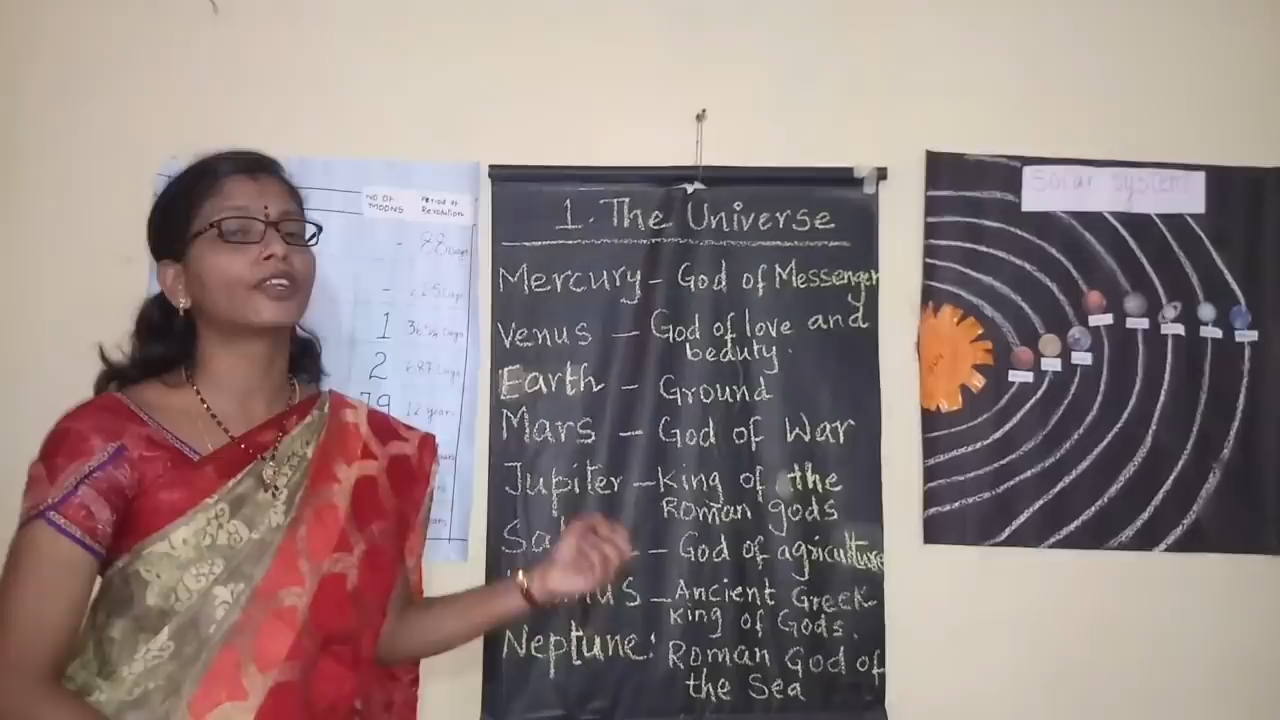 NO OF MOONS
Period of Revolution
- 88 Days
- 225 Days
1
2 687 Days
79 12 years
1. The Universe
Mercury - God of Messenger
Venus - God of love and
beauty.
Earth - Ground
Mars - God of War
Jupiter - King of the
Roman gods
- God of agriculture
- Ancient Greek
King of Gods.
Neptune: Roman God of
the Sea
Solar System